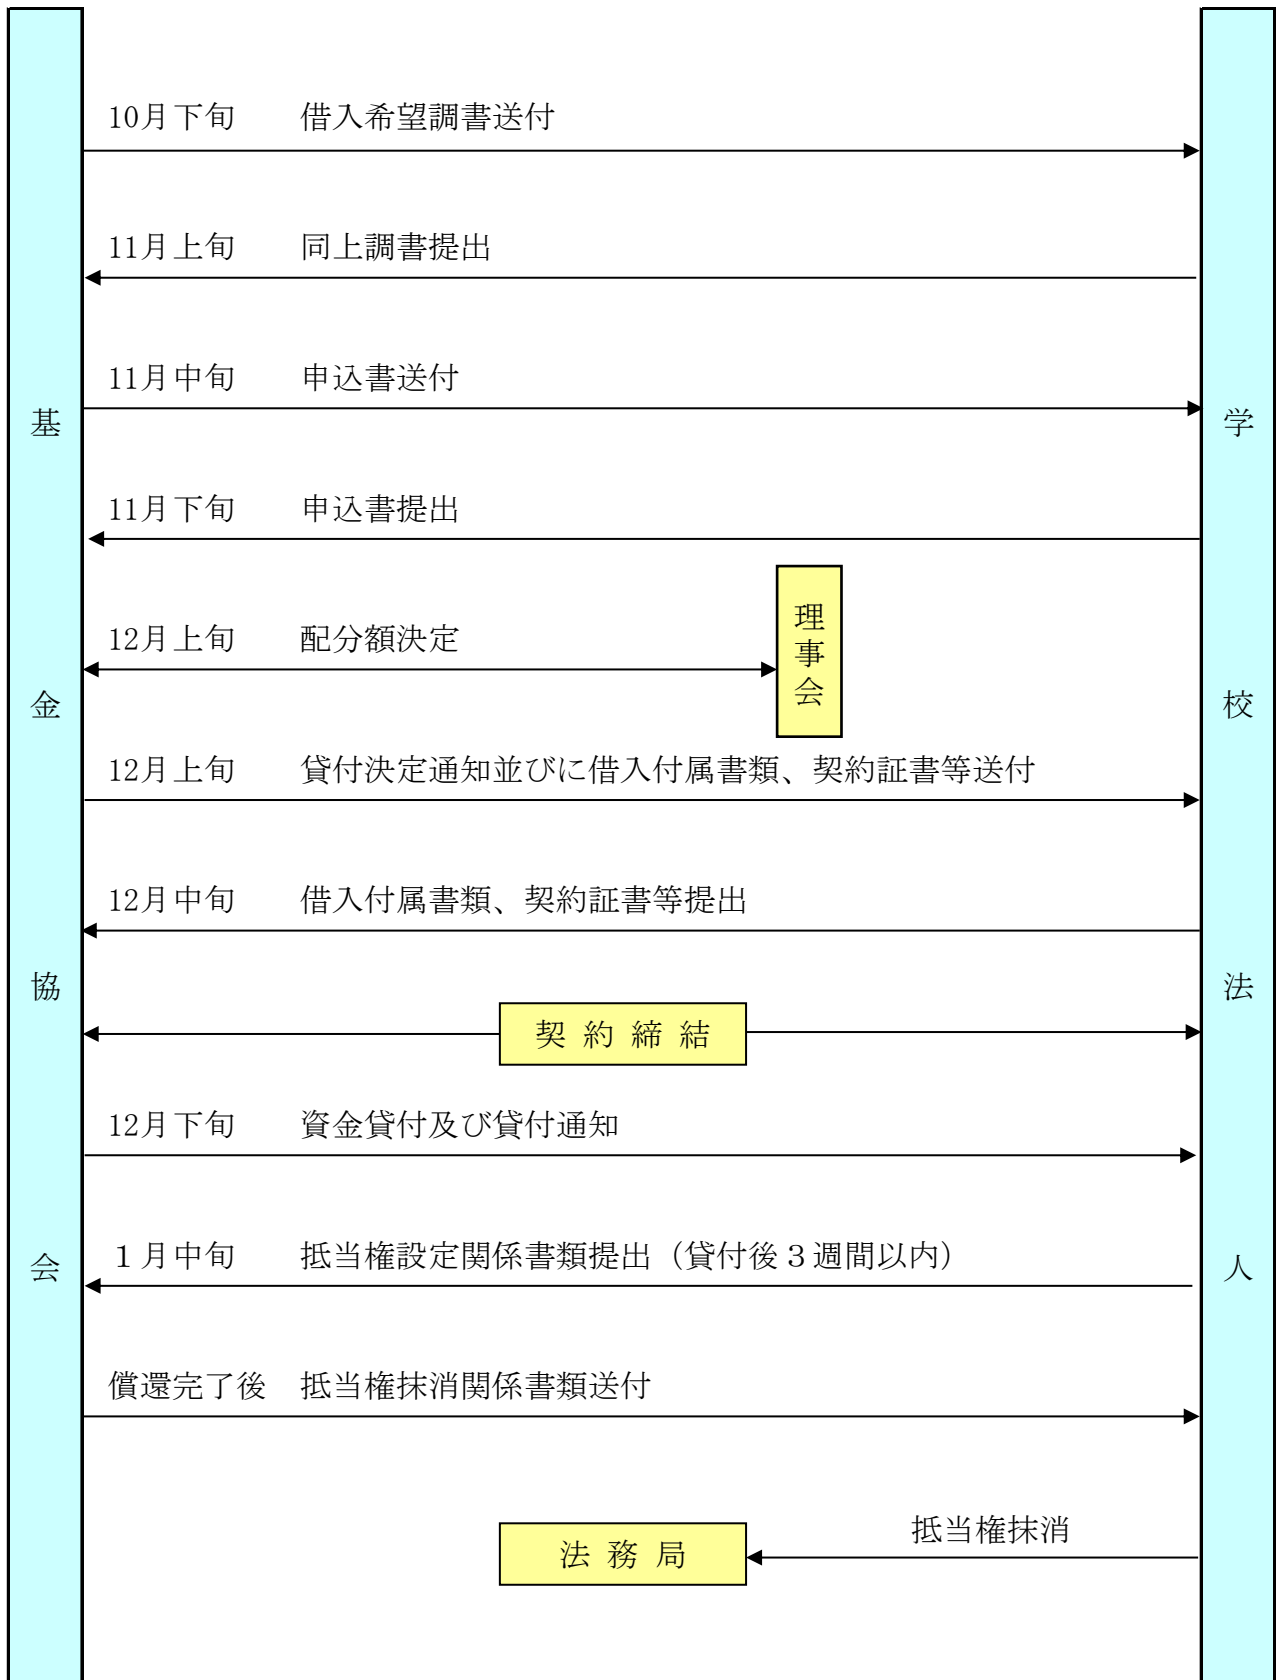 10月下旬　　借入希望調書送付
11月上旬　　同上調書提出
11月中旬　　申込書送付
11月下旬　　申込書提出
12月上旬　　配分額決定
理事会
12月上旬　　貸付決定通知並びに借入付属書類、契約証書等送付
12月中旬　　借入付属書類、契約証書等提出
契約締結
12月下旬　　資金貸付及び貸付通知
１月中旬　　抵当権設定関係書類提出（貸付後３週間以内）
償還完了後　抵当権抹消関係書類送付
抵当権抹消
法務局
基金協会
学校法人